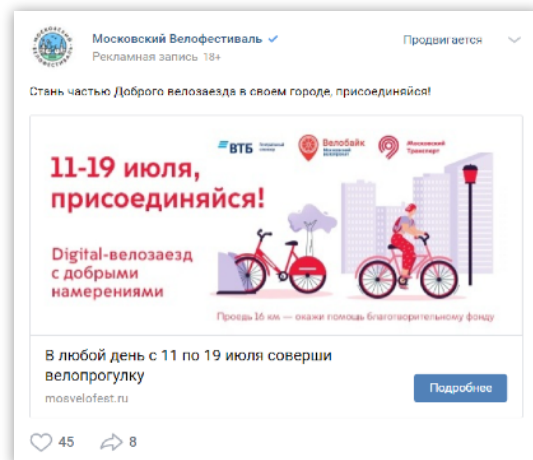 Московский Велофестиваль
Продвигается
Рекламная запись 18+
Стань частью Доброго велозаезда в своем городе, присоединяйся!
ВТБ
Велобайк
Московский
Транспорт
11-19 июля,
присоединяйся!
Digital-велозаезд
с добрыми
намерениями
Проедь 16 км — окажи помощь благотворительному фонду
В любой день с 11 по 19 июля соверши
велопрогулку
mosvelofest.ru
Подробнее
45
8